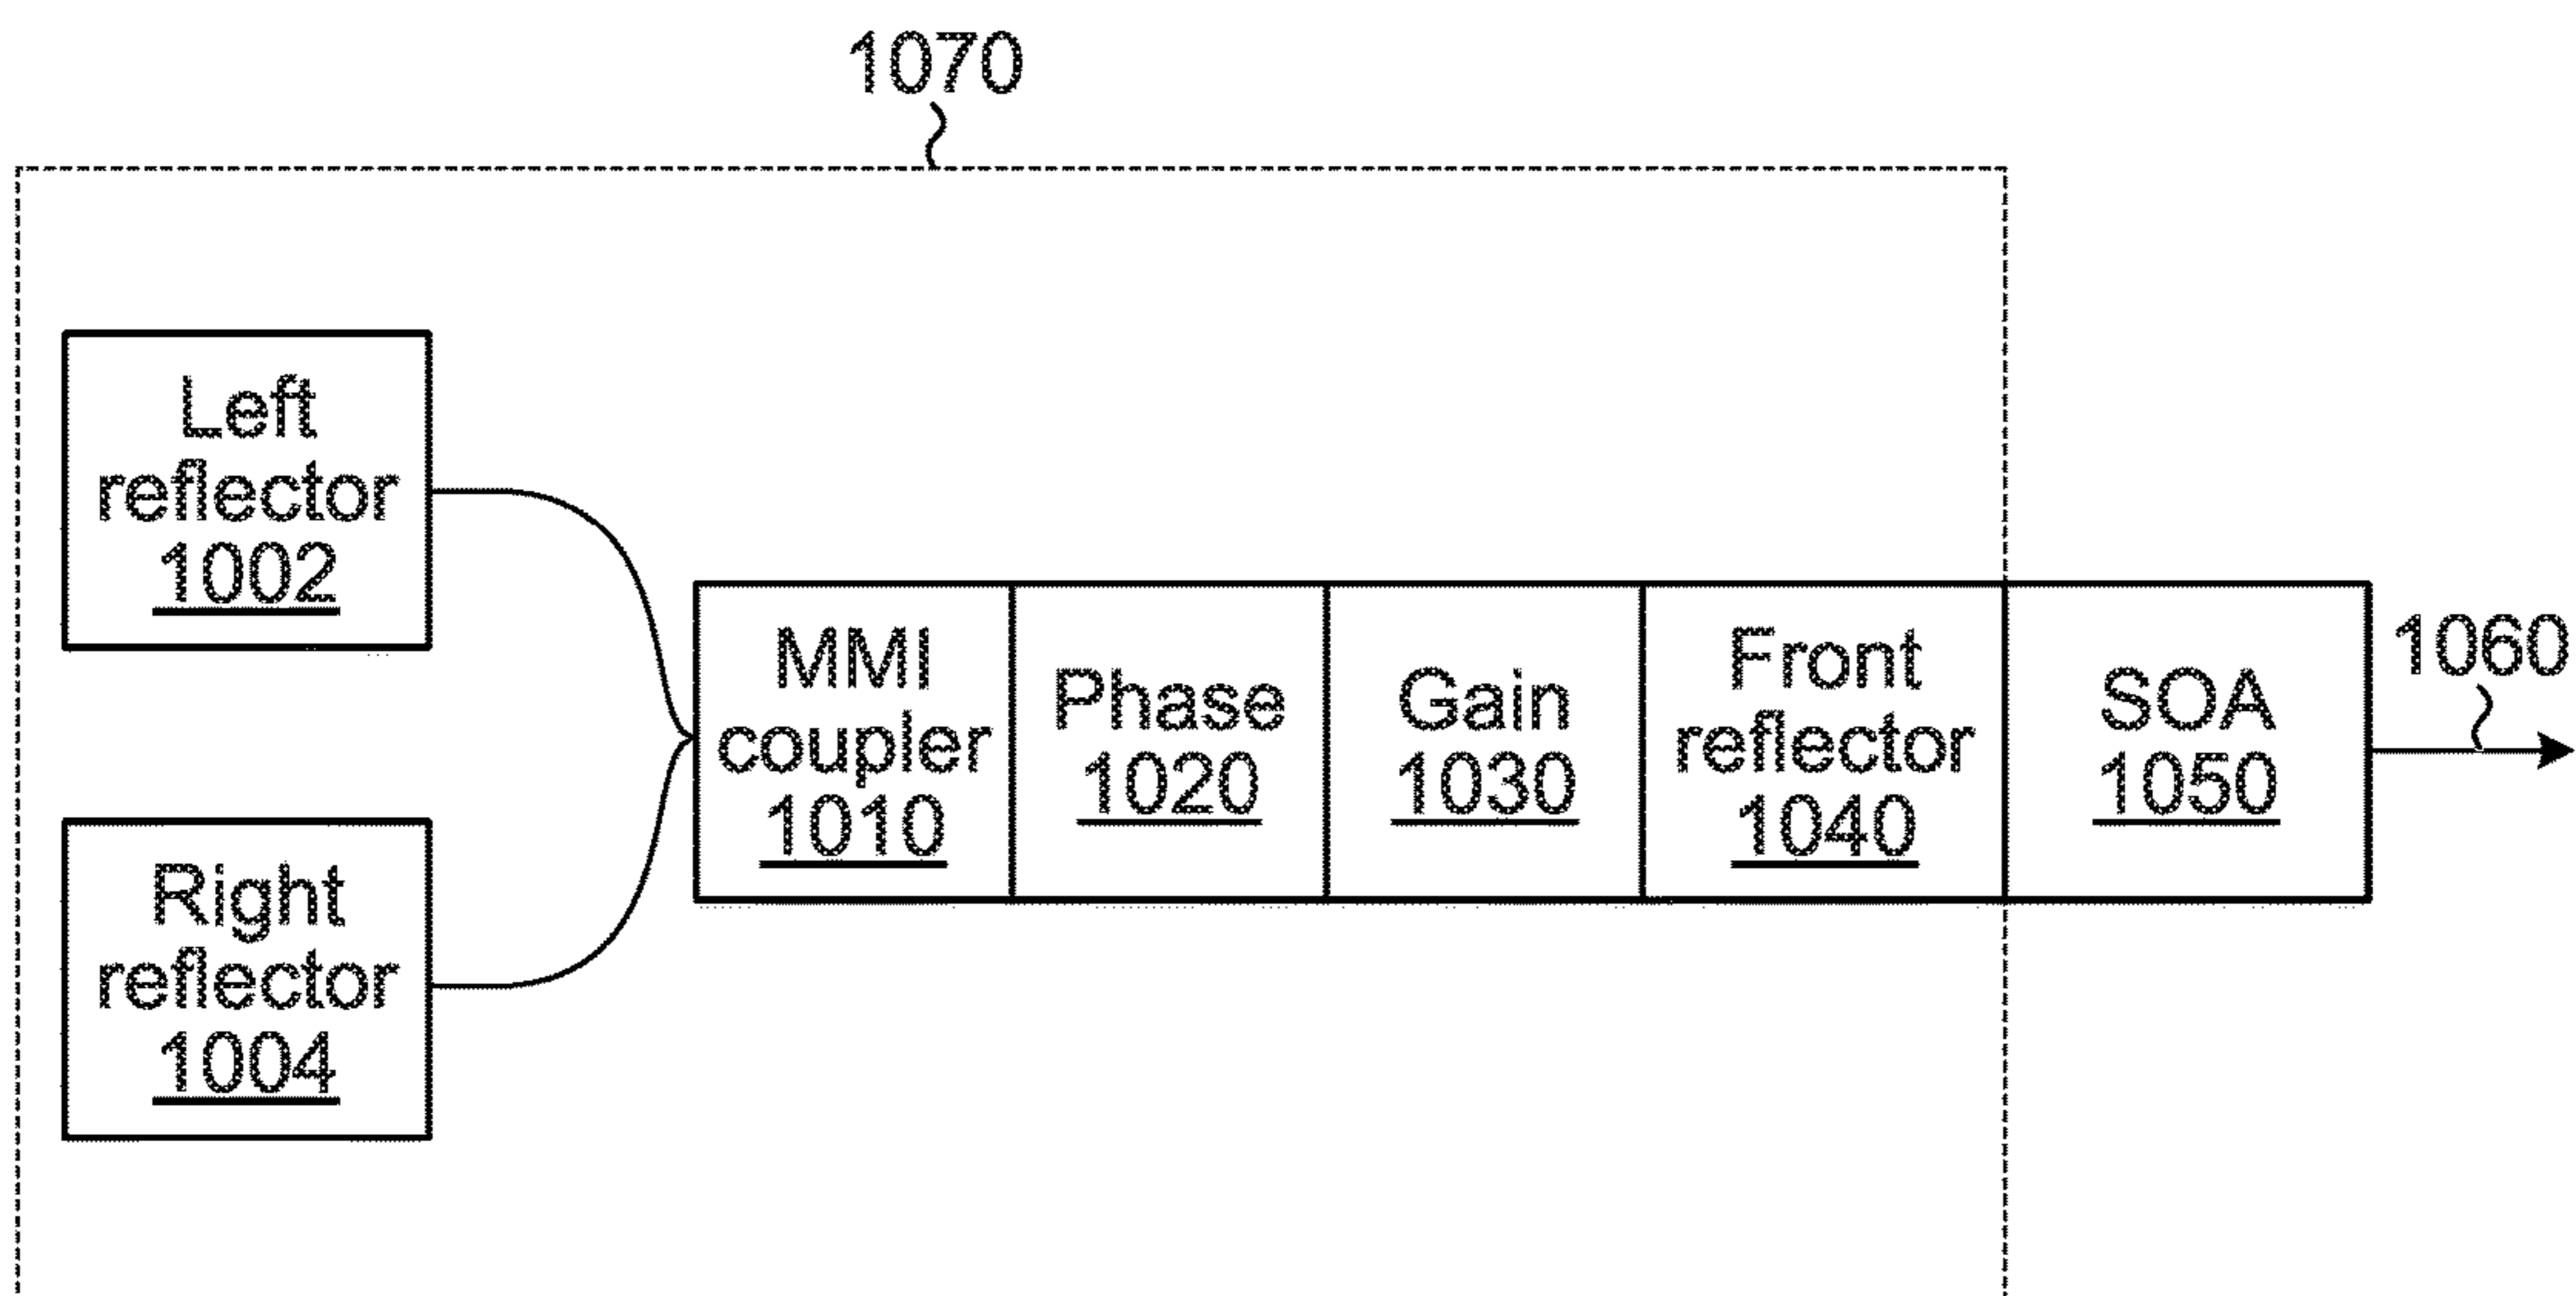 1070
Left
reflector
1002
Right
reflector
1004
MMI
coupler
1010
Phase
1020
Gain
1030
Front
reflector
1040
SOA
1050
1060